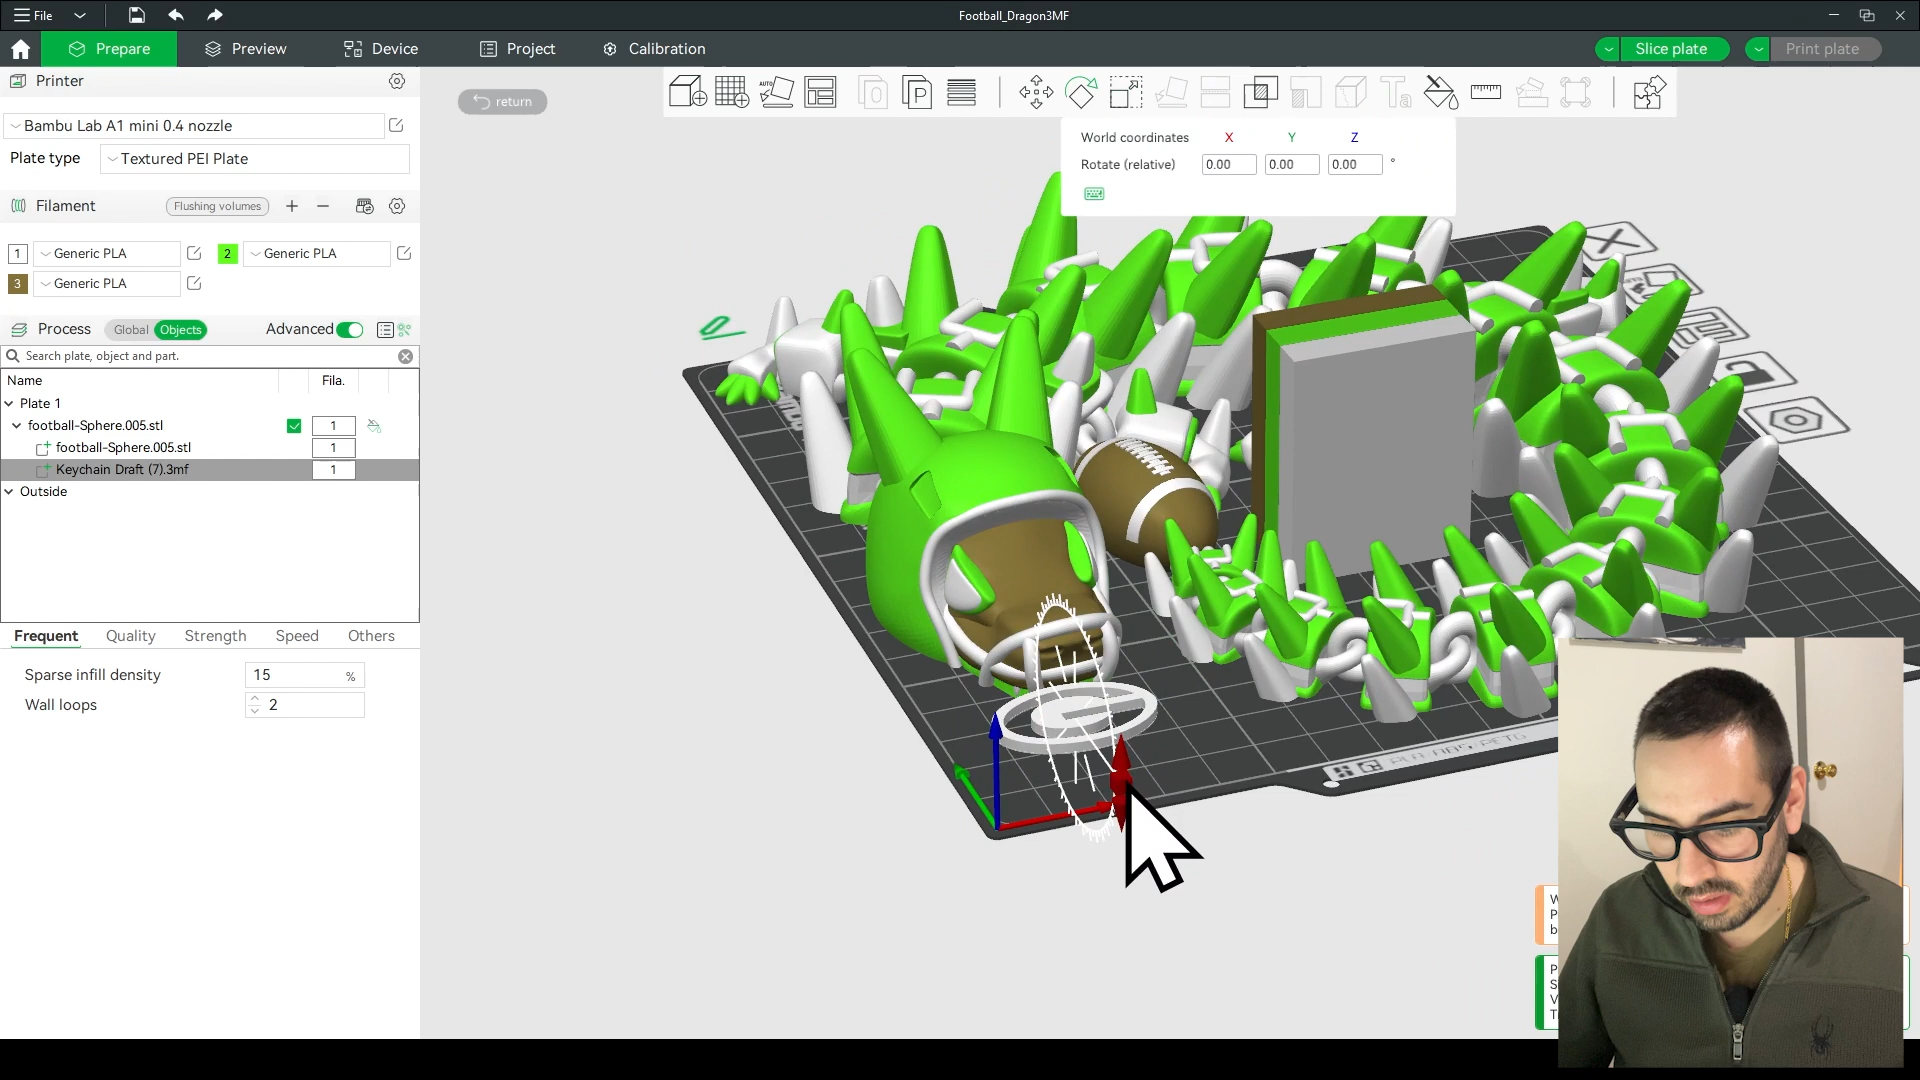 File
Football_Dragon3MF
Prepare
Preview
Device
Project
Calibration
Slice plate
Print plate
Printer
return
AUTO
World coordinates X Y Z
Rotate (relative) 0.00 0.00 0.00 °
Bambu Lab A1 mini 0.4 nozzle
Plate type Textured PEI Plate
Filament Flushing volumes
1 Generic PLA 2 Generic PLA
3 Generic PLA
Process Global Objects Advanced
Search plate, object and part.
Name Fila.
Plate 1
football-Sphere.005.stl 1
football-Sphere.005.stl 1
Keychain Draft (7).3mf 1
Outside
Frequent Quality Strength Speed Others
Sparse infill density 15 %
Wall loops 2